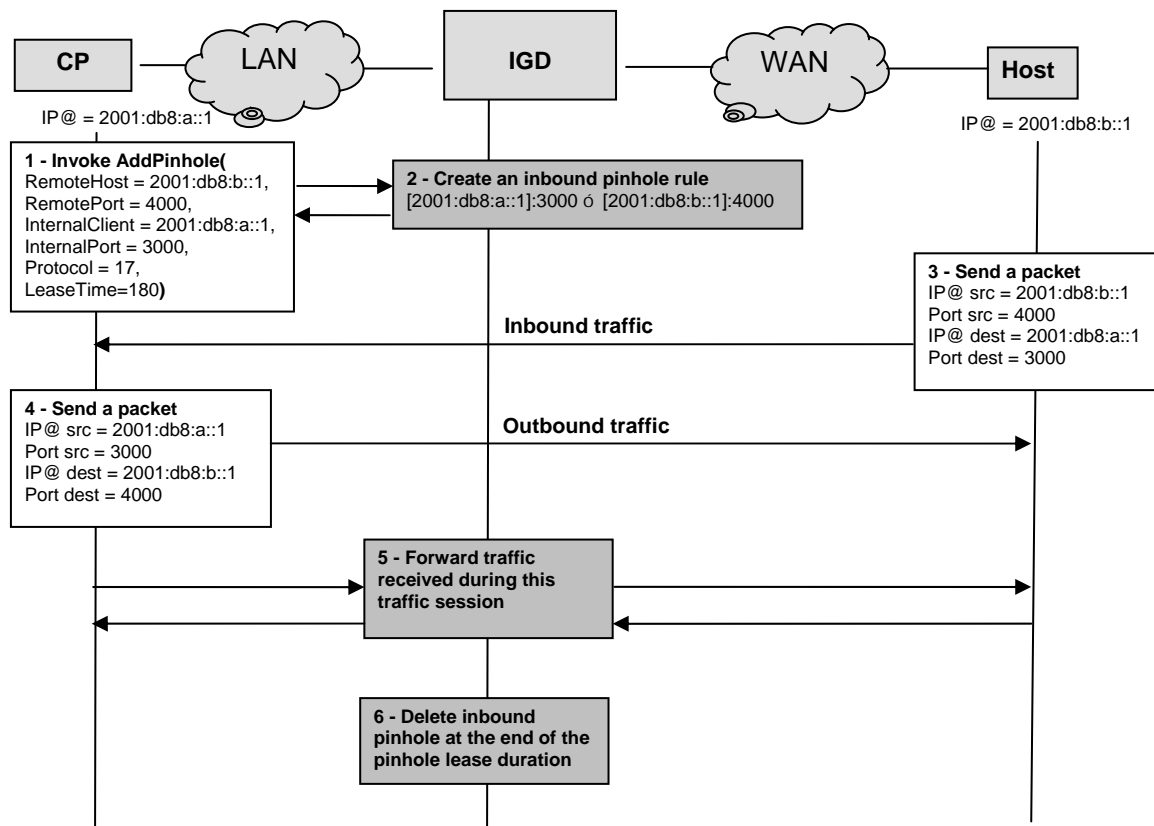 CP
LAN
IGD
WAN
Host
IP@ = 2001:db8:a::1
IP@ = 2001:db8:b::1
1 - Invoke AddPinhole(
RemoteHost = 2001:db8:b::1,
RemotePort = 4000,
InternalClient = 2001:db8:a::1,
InternalPort = 3000,
Protocol = 17,
LeaseTime=180)
2 - Create an inbound pinhole rule
[2001:db8:a::1]:3000 ó [2001:db8:b::1]:4000
3 - Send a packet
IP@ src = 2001:db8:b::1
Port src = 4000
IP@ dest = 2001:db8:a::1
Port dest = 3000
Inbound traffic
4 - Send a packet
IP@ src = 2001:db8:a::1
Port src = 3000
IP@ dest = 2001:db8:b::1
Port dest = 4000
Outbound traffic
5 - Forward traffic
received during this
traffic session
6 - Delete inbound
pinhole at the end of the
pinhole lease duration